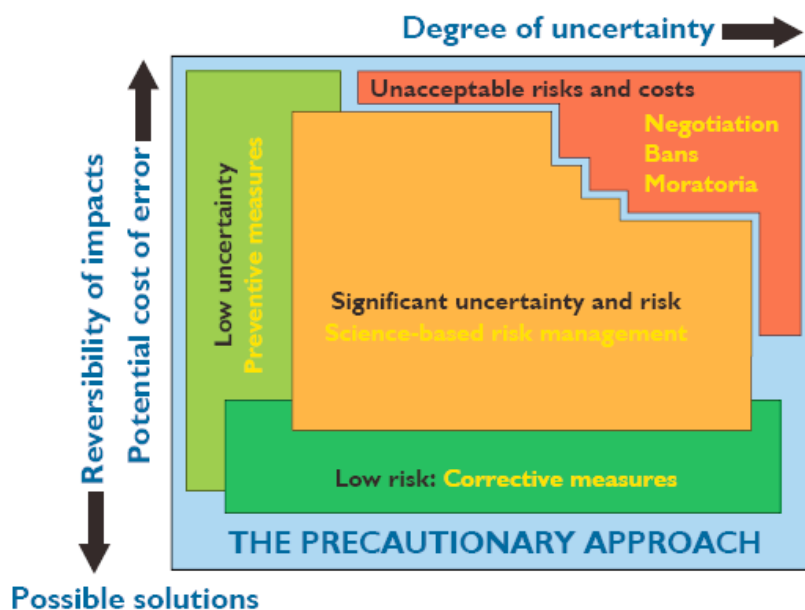 Degree of uncertainty
Reversibility of impacts
Potential cost of error
Low uncertainty
Preventive measures
Unacceptable risks and costs
Negotiation
Bans
Moratoria
Significant uncertainty and risk
Science-based risk management
Low risk: Corrective measures
THE PRECAUTIONARY APPROACH
Possible solutions